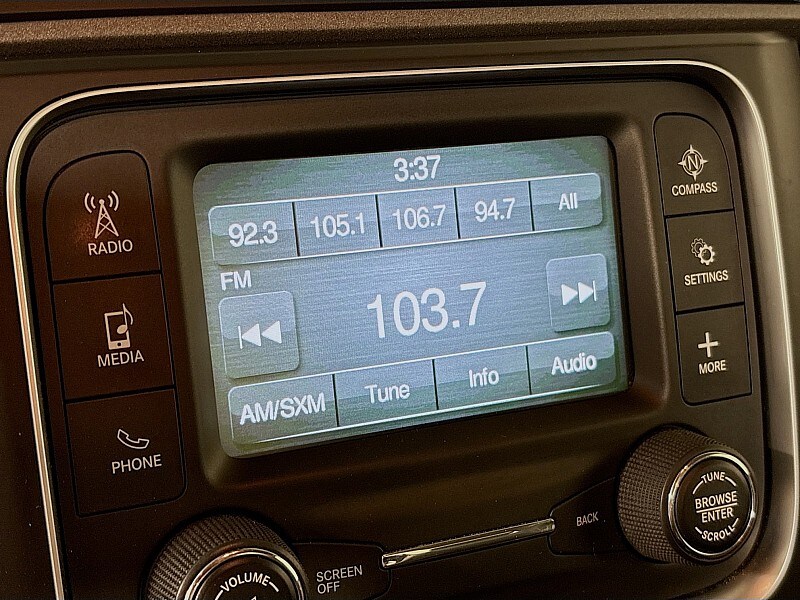 3:37
92.3 105.1 106.7 94.7 All
FM
103.7
AM/SXM Tune Info Audio
RADIO
MEDIA
PHONE
N
COMPASS
SETTINGS
MORE
VOLUME
SCREEN
OFF
BACK
TUNE
BROWSE
ENTER
SCROLL